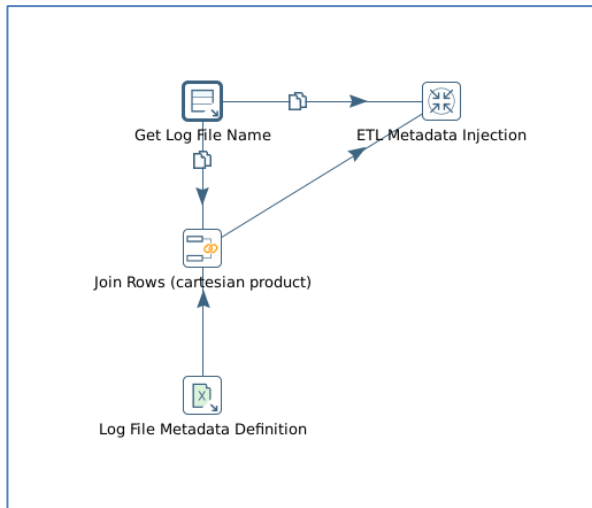 Get Log File Name
ETL Metadata Injection
Join Rows (cartesian product)
X
Log File Metadata Definition